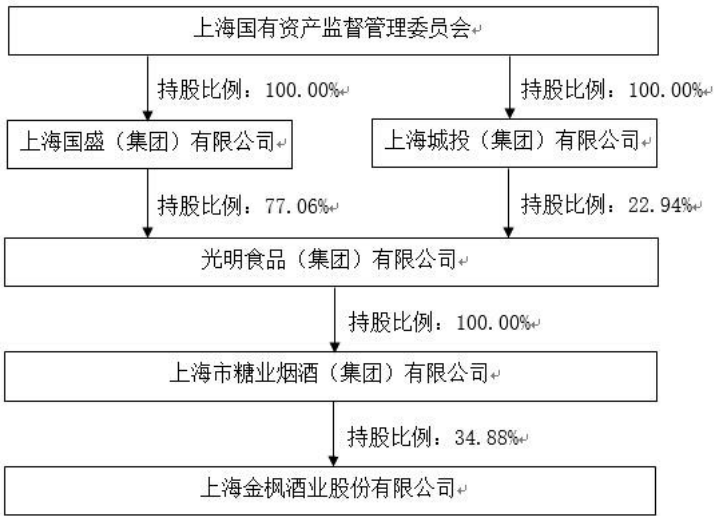 上海国有资产监督管理委员会
持股比例：100.00%
持股比例：100.00%
上海国盛（集团）有限公司
上海城投（集团）有限公司
持股比例：77.06%
持股比例：22.94%
光明食品（集团）有限公司
持股比例：100.00%
上海市糖业烟酒（集团）有限公司
持股比例：34.88%
上海金枫酒业股份有限公司